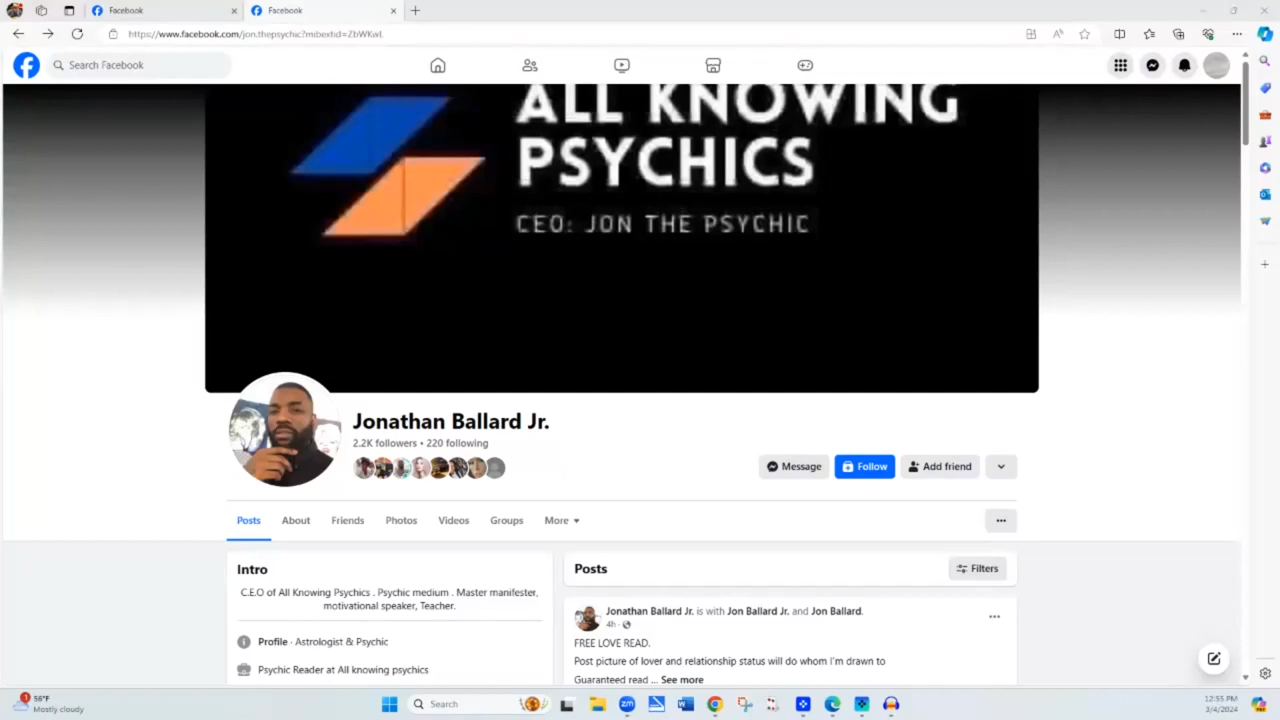 Facebook
Facebook
https://www.facebook.com/jon.thepsychic?mibextid=ZbWKwL
Search Facebook
ALL KNOWING
PSYCHICS
CEO: JON THE PSYCHIC
Jonathan Ballard Jr.
2.2K followers • 220 following
Message
Follow
Add friend
Posts
About
Friends
Photos
Videos
Groups
More
Intro
C.E.O of All Knowing Psychics . Psychic medium . Master manifester,
motivational speaker, Teacher.
Profile · Astrologist & Psychic
Psychic Reader at All knowing psychics
Posts
Filters
Jonathan Ballard Jr. is with Jon Ballard Jr. and Jon Ballard.
4h ·
FREE LOVE READ.
Post picture of lover and relationship status will do whom I'm drawn to
Guaranteed read ... See more
1
56°F
Mostly cloudy
Search
zm
12:55 PM
3/4/2024